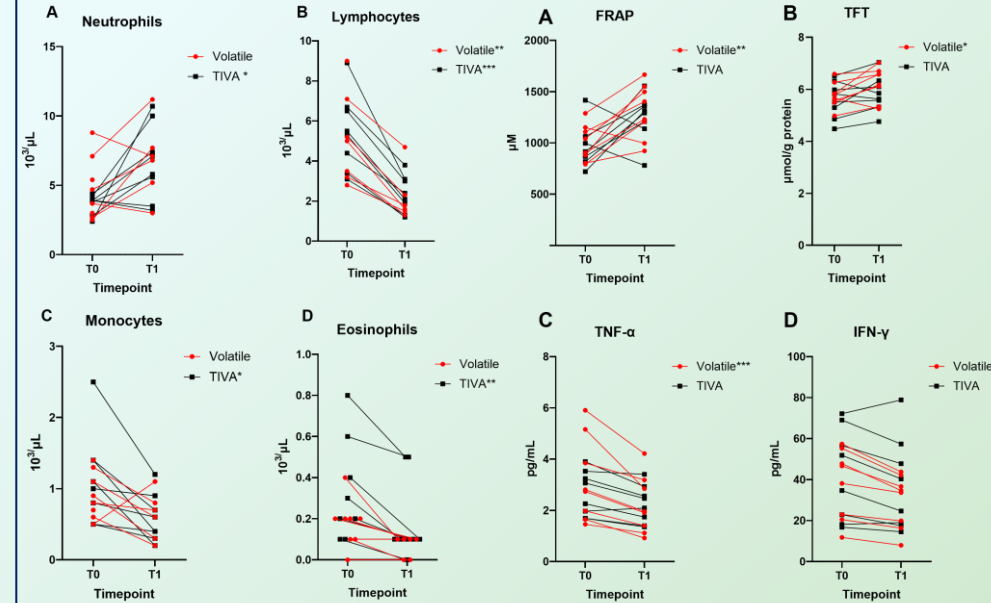 A
Neutrophils
15
10
5
0
10³/µL
T0
T1
Timepoint
Volatile
TIVA *
B
Lymphocytes
10
8
6
4
2
0
10³/µL
T0
T1
Timepoint
Volatile**
TIVA***
A
FRAP
2000
1500
1000
500
µM
T0
T1
Timepoint
Volatile**
TIVA
B
TFT
8
6
4
2
0
µmol/g protein
T0
T1
Timepoint
Volatile*
TIVA
C
Monocytes
3
2
1
0
10³/µL
T0
T1
Timepoint
Volatile
TIVA*
D
Eosinophils
1.0
0.8
0.6
0.4
0.2
0.0
10³/µL
T0
T1
Timepoint
Volatile
TIVA**
C
TNF-α
8
6
4
2
0
pg/mL
T0
T1
Timepoint
Volatile***
TIVA
D
IFN-γ
100
80
60
40
20
0
pg/mL
T0
T1
Timepoint
Volatile
TIVA